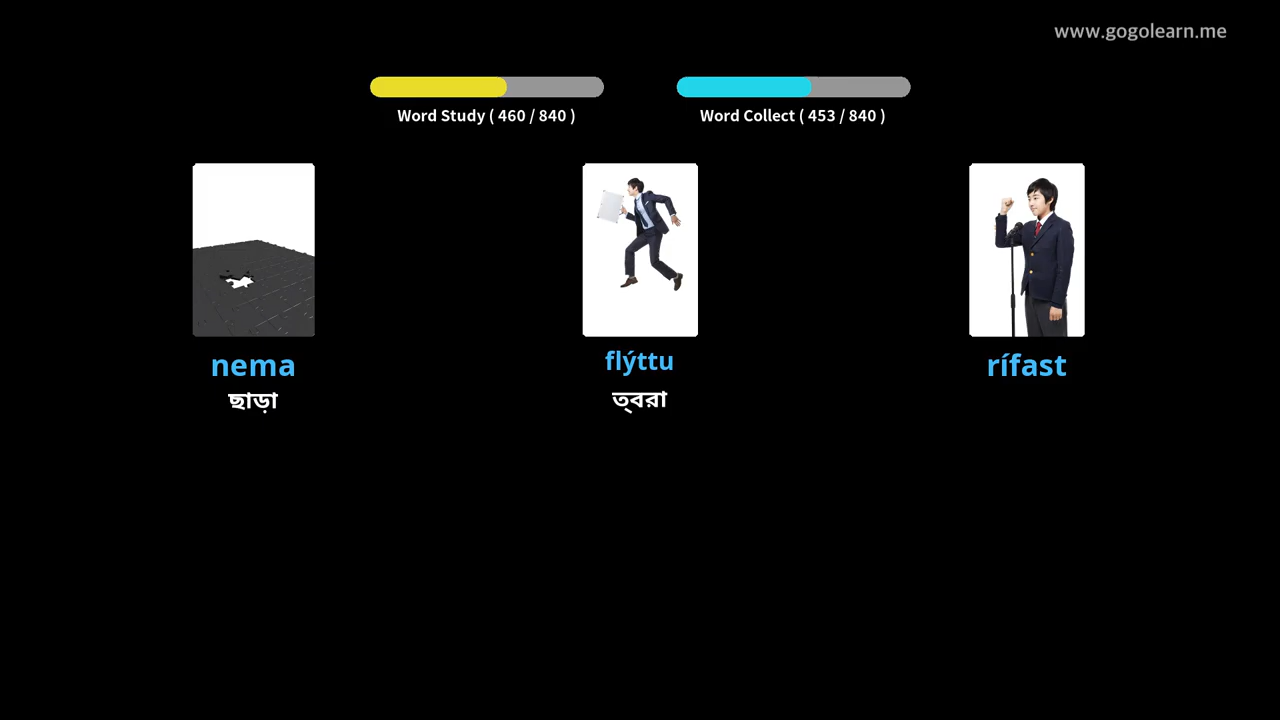 www.gogolearn.me
Word Study ( 460 / 840 )
Word Collect ( 453 / 840 )
nema
flýttu
rífast
ছাড়া
ত্বরা